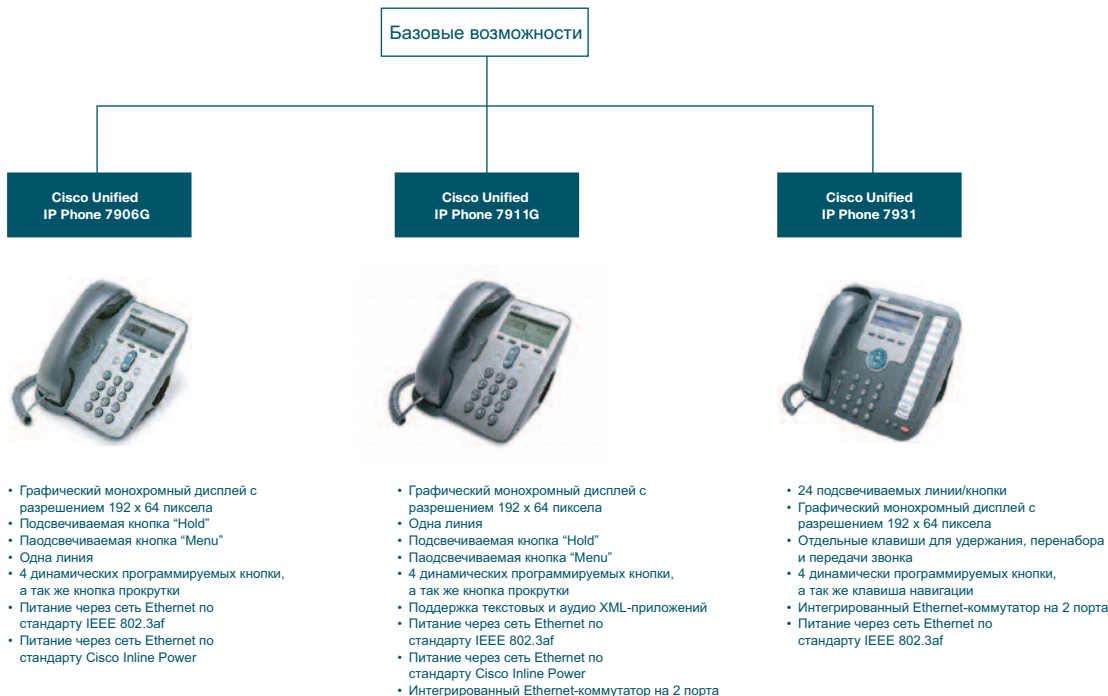 Базовые возможности
Cisco Unified
IP Phone 7906G
Cisco Unified
IP Phone 7911G
Cisco Unified
IP Phone 7931
• Графический монохромный дисплей с
разрешением 192 x 64 пиксела
• Подсвечиваемая кнопка “Hold”
• Паодсвечиваемая кнопка “Menu”
• Одна линия
• 4 динамических программируемых кнопки,
а так же кнопка прокрутки
• Питание через сеть Ethernet по
стандарту IEEE 802.3af
• Питание через сеть Ethernet по
стандарту Cisco Inline Power
• Графический монохромный дисплей с
разрешением 192 x 64 пиксела
• Одна линия
• Подсвечиваемая кнопка “Hold”
• Паодсвечиваемая кнопка “Menu”
• 4 динамических программируемых кнопки,
а так же кнопка прокрутки
• Поддержка текстовых и аудио XML-приложений
• Питание через сеть Ethernet по
стандарту IEEE 802.3af
• Питание через сеть Ethernet по
стандарту Cisco Inline Power
• Интегрированный Ethernet-коммутатор на 2 порта
• 24 подсвечиваемых линии/кнопки
• Графический монохромный дисплей с
разрешением 192 x 64 пиксела
• Отдельные клавиши для удержания, перенабора
и передачи звонка
• 4 динамически программируемых кнопки,
а так же клавиша навигации
• Интегрированный Ethernet-коммутатор на 2 порта
• Питание через сеть Ethernet по
стандарту IEEE 802.3af